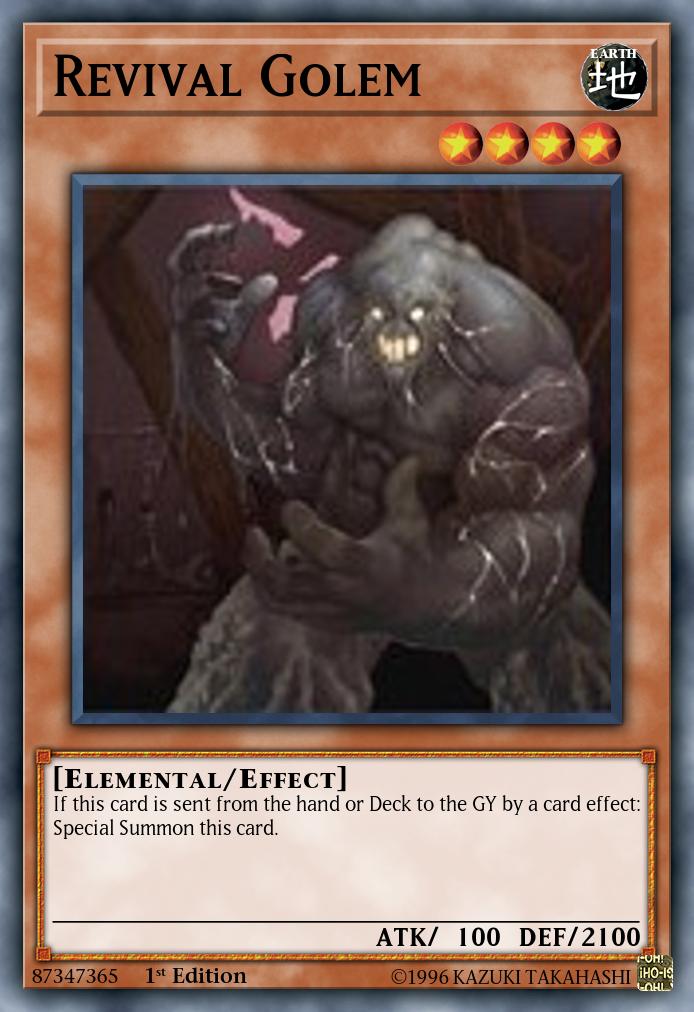 Revival Golem
EARTH
地
[Elemental/Effect]
If this card is sent from the hand or Deck to the GY by a card effect:
Special Summon this card.
ATK/ 100 DEF/2100
87347365 1st Edition ©1996 KAZUKI TAKAHASHI